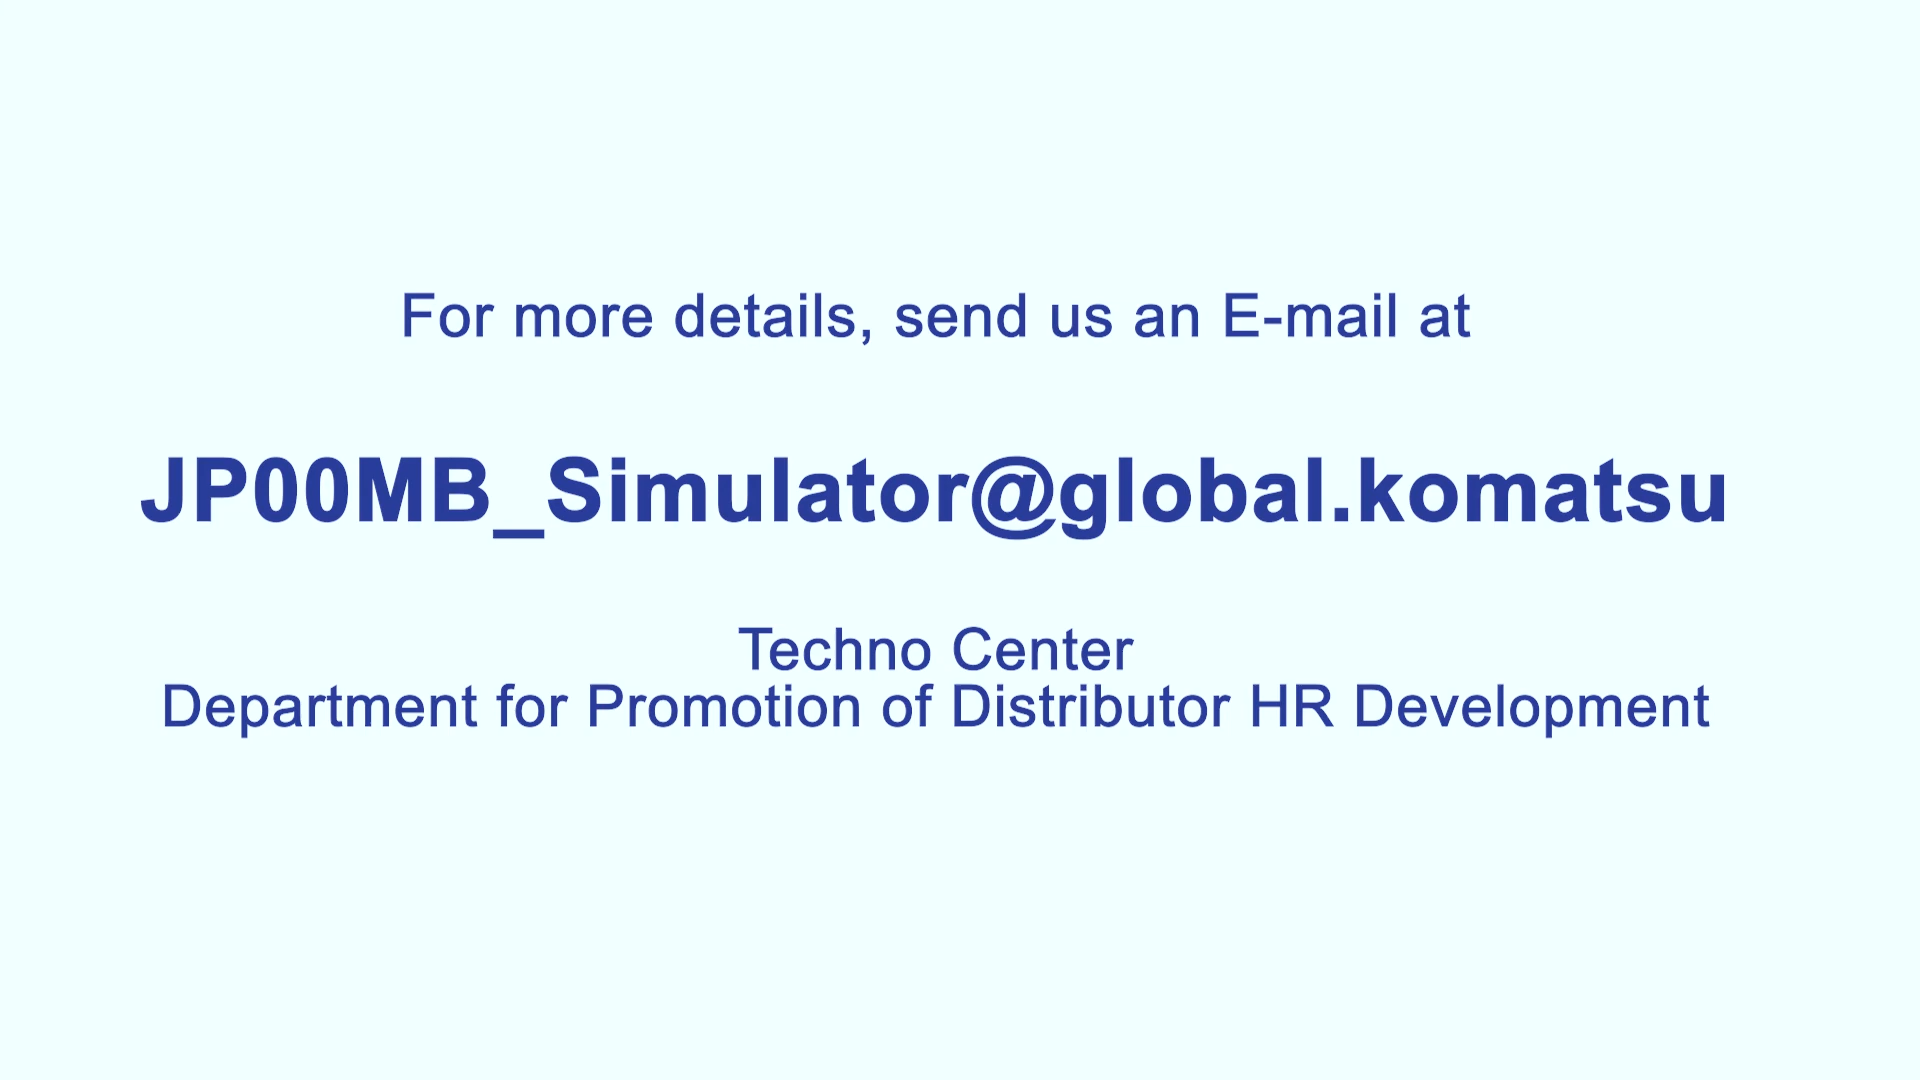 For more details, send us an E-mail at
JP00MB_Simulator@global.komatsu
Techno Center
Department for Promotion of Distributor HR Development